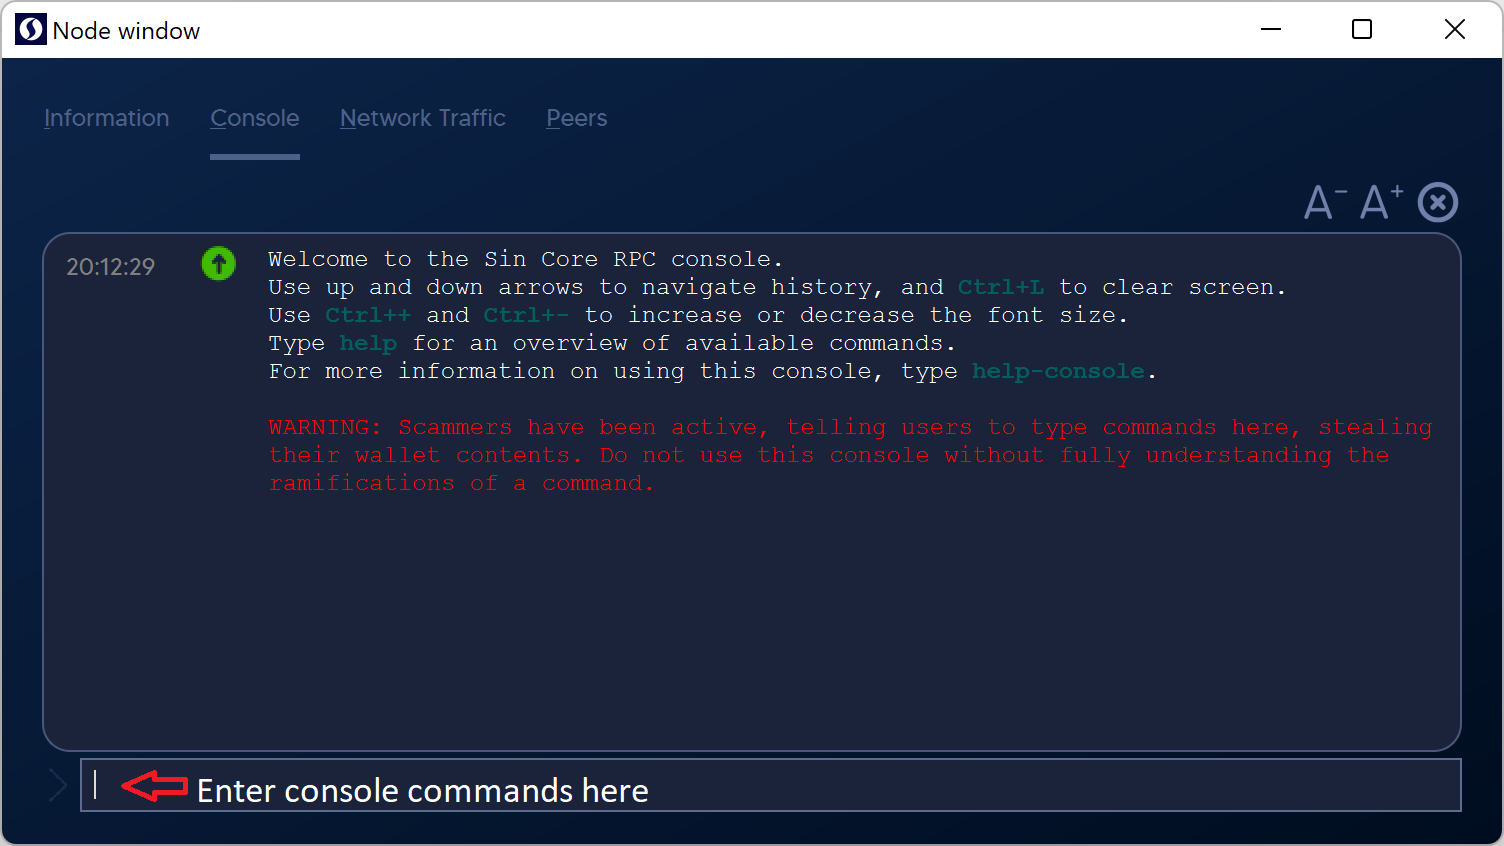 Node window
Information Console Network Traffic Peers
A- A+
20:12:29
Welcome to the Sin Core RPC console.
Use up and down arrows to navigate history, and Ctrl+L to clear screen.
Use Ctrl++ and Ctrl+- to increase or decrease the font size.
Type help for an overview of available commands.
For more information on using this console, type help-console.
WARNING: Scammers have been active, telling users to type commands here, stealing
their wallet contents. Do not use this console without fully understanding the
ramifications of a command.
Enter console commands here